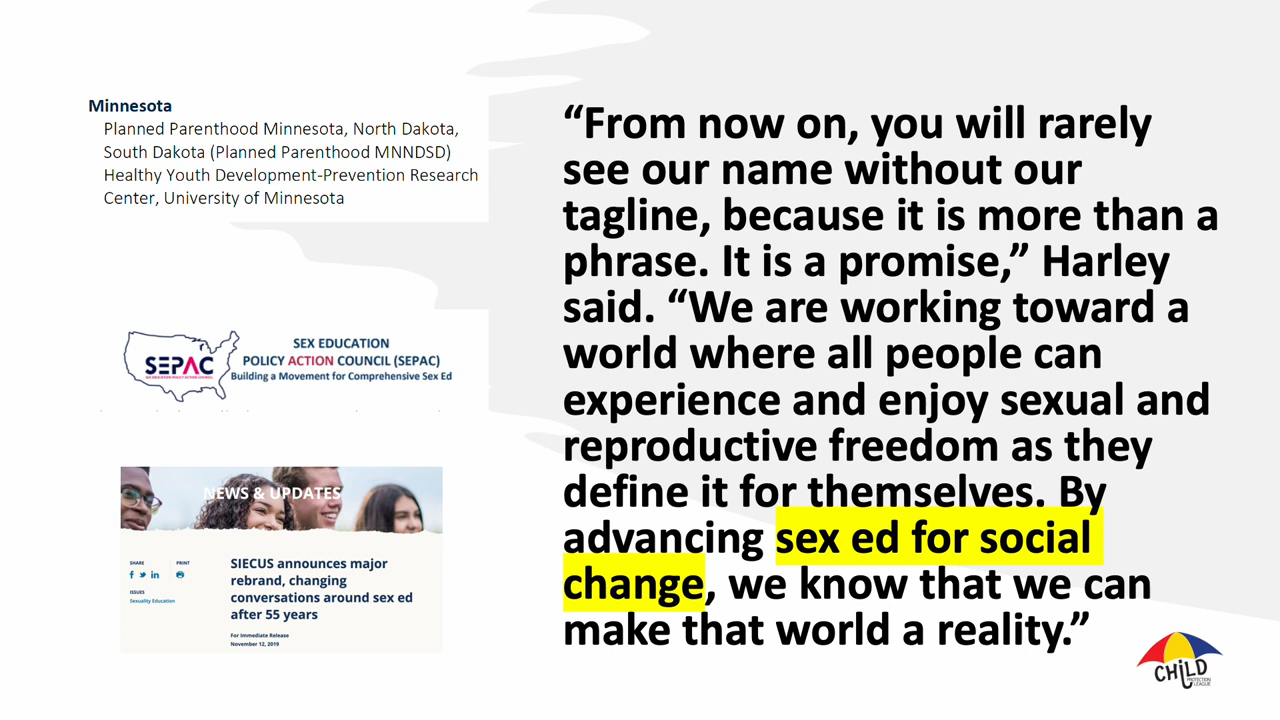 Minnesota
Planned Parenthood Minnesota, North Dakota,
South Dakota (Planned Parenthood MNNDSD)
Healthy Youth Development-Prevention Research
Center, University of Minnesota
SEPAC
SEX EDUCATION
POLICY ACTION COUNCIL (SEPAC)
Building a Movement for Comprehensive Sex Ed
NEWS & UPDATES
SHARE
PRINT
ISSUES
Sexuality Education
SIECUS announces major
rebrand, changing
conversations around sex ed
after 55 years
For Immediate Release
November 12, 2019
“From now on, you will rarely
see our name without our
tagline, because it is more than a
phrase. It is a promise,” Harley
said. “We are working toward a
world where all people can
experience and enjoy sexual and
reproductive freedom as they
define it for themselves. By
advancing sex ed for social
change, we know that we can
make that world a reality.”
CHiLD
PROTECTION
LEAGUE